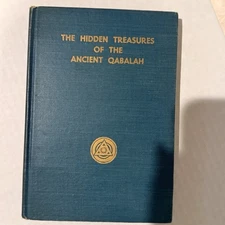 THE HIDDEN TREASURES
OF THE
ANCIENT QABALAH